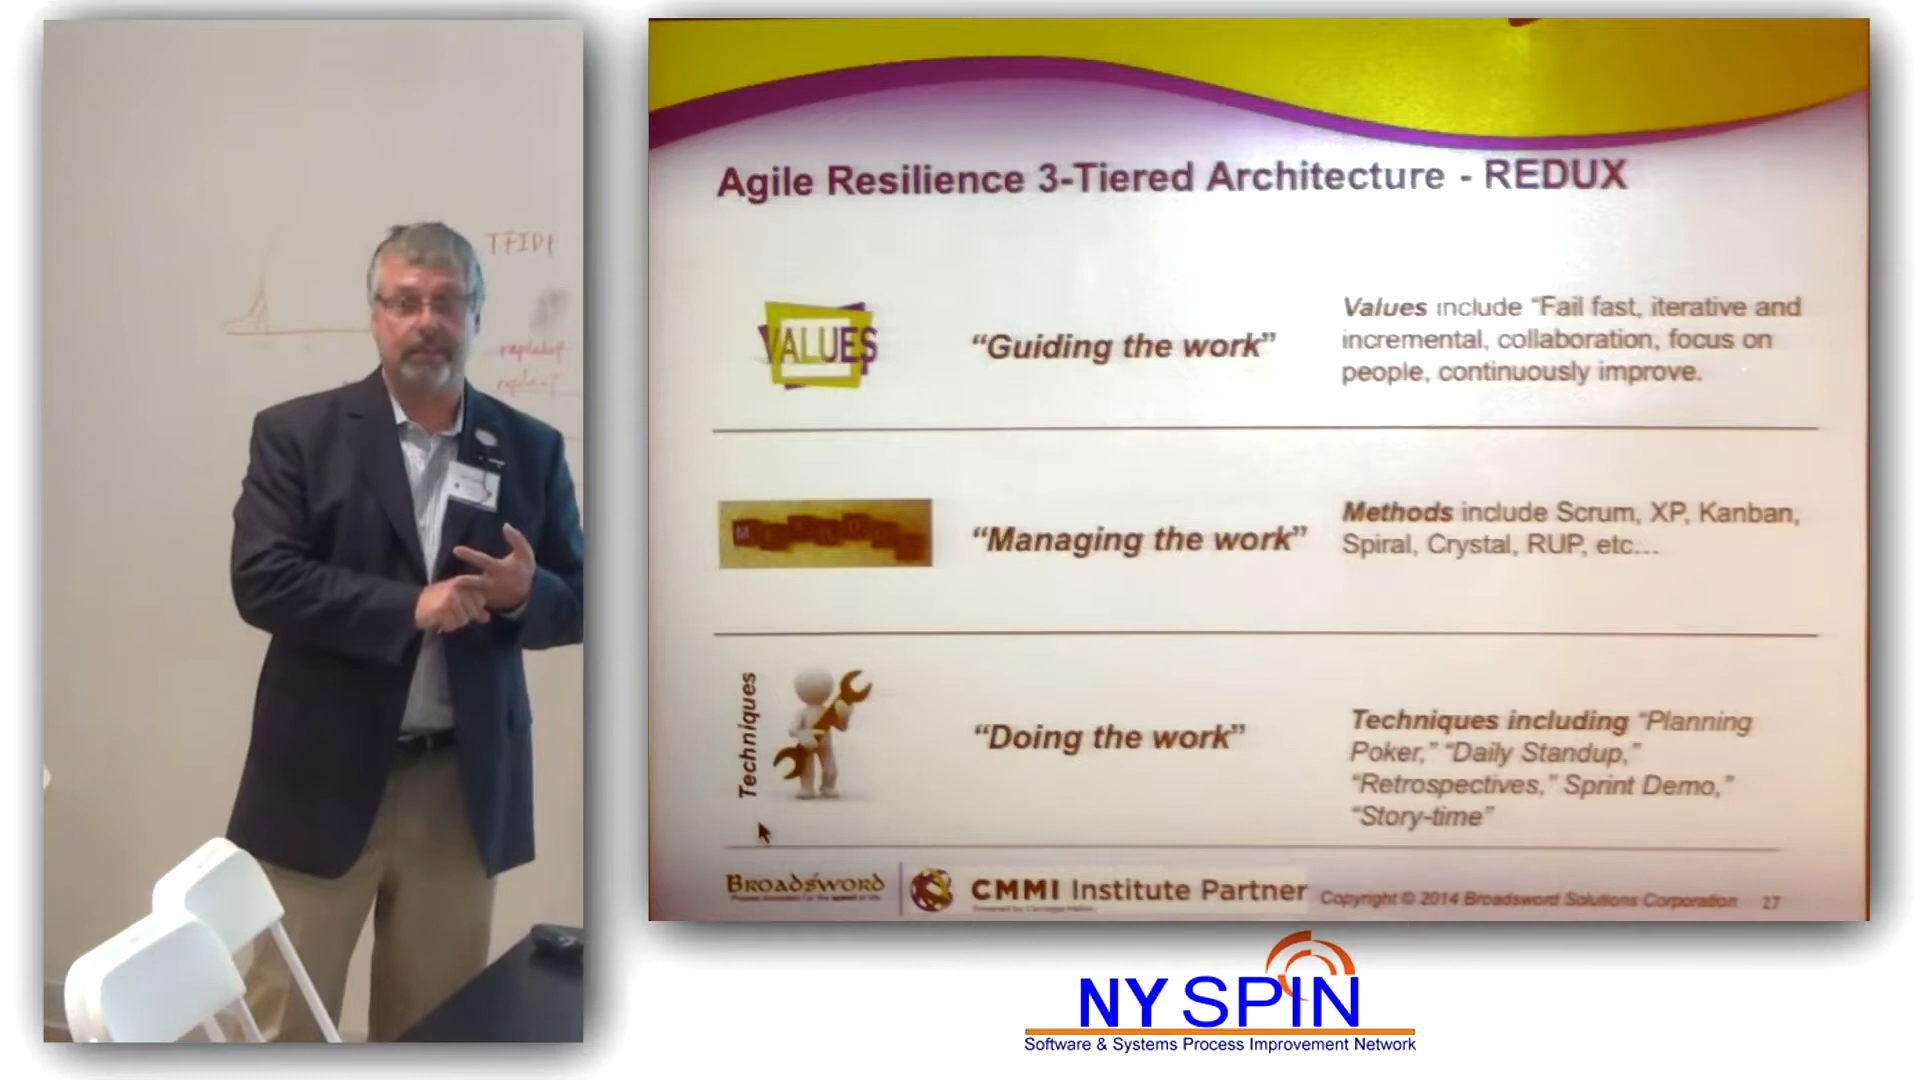 TFIDF
Agile Resilience 3-Tiered Architecture - REDUX
VALUES
“Guiding the work”
Values include “Fail fast, iterative and
incremental, collaboration, focus on
people, continuously improve.
“Managing the work”
Methods include Scrum, XP, Kanban,
Spiral, Crystal, RUP, etc...
Techniques
“Doing the work”
Techniques including “Planning
Poker,” “Daily Standup,”
“Retrospectives,” Sprint Demo,”
“Story-time”
BROADSWORD
CMMI Institute Partner
Copyright © 2014 Broadsword Solutions Corporation 27
NY SPIN
Software & Systems Process Improvement Network